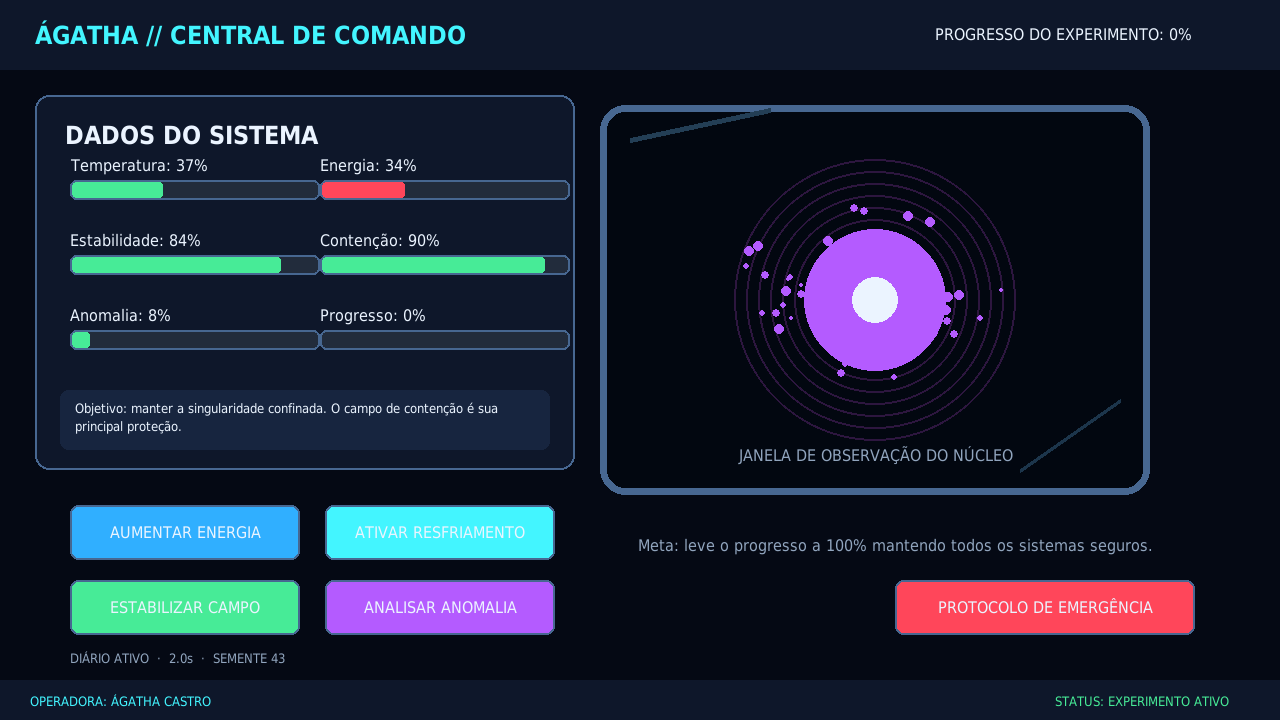 ÁGATHA // CENTRAL DE COMANDO
PROGRESSO DO EXPERIMENTO: 0%
DADOS DO SISTEMA
Temperatura: 37%
Energia: 34%
Estabilidade: 84%
Contenção: 90%
Anomalia: 8%
Progresso: 0%
Objetivo: manter a singularidade confinada. O campo de contenção é sua
principal proteção.
JANELA DE OBSERVAÇÃO DO NÚCLEO
AUMENTAR ENERGIA
ATIVAR RESFRIAMENTO
Meta: leve o progresso a 100% mantendo todos os sistemas seguros.
ESTABILIZAR CAMPO
ANALISAR ANOMALIA
PROTOCOLO DE EMERGÊNCIA
DIÁRIO ATIVO · 2.0s · SEMENTE 43
OPERADORA: ÁGATHA CASTRO
STATUS: EXPERIMENTO ATIVO